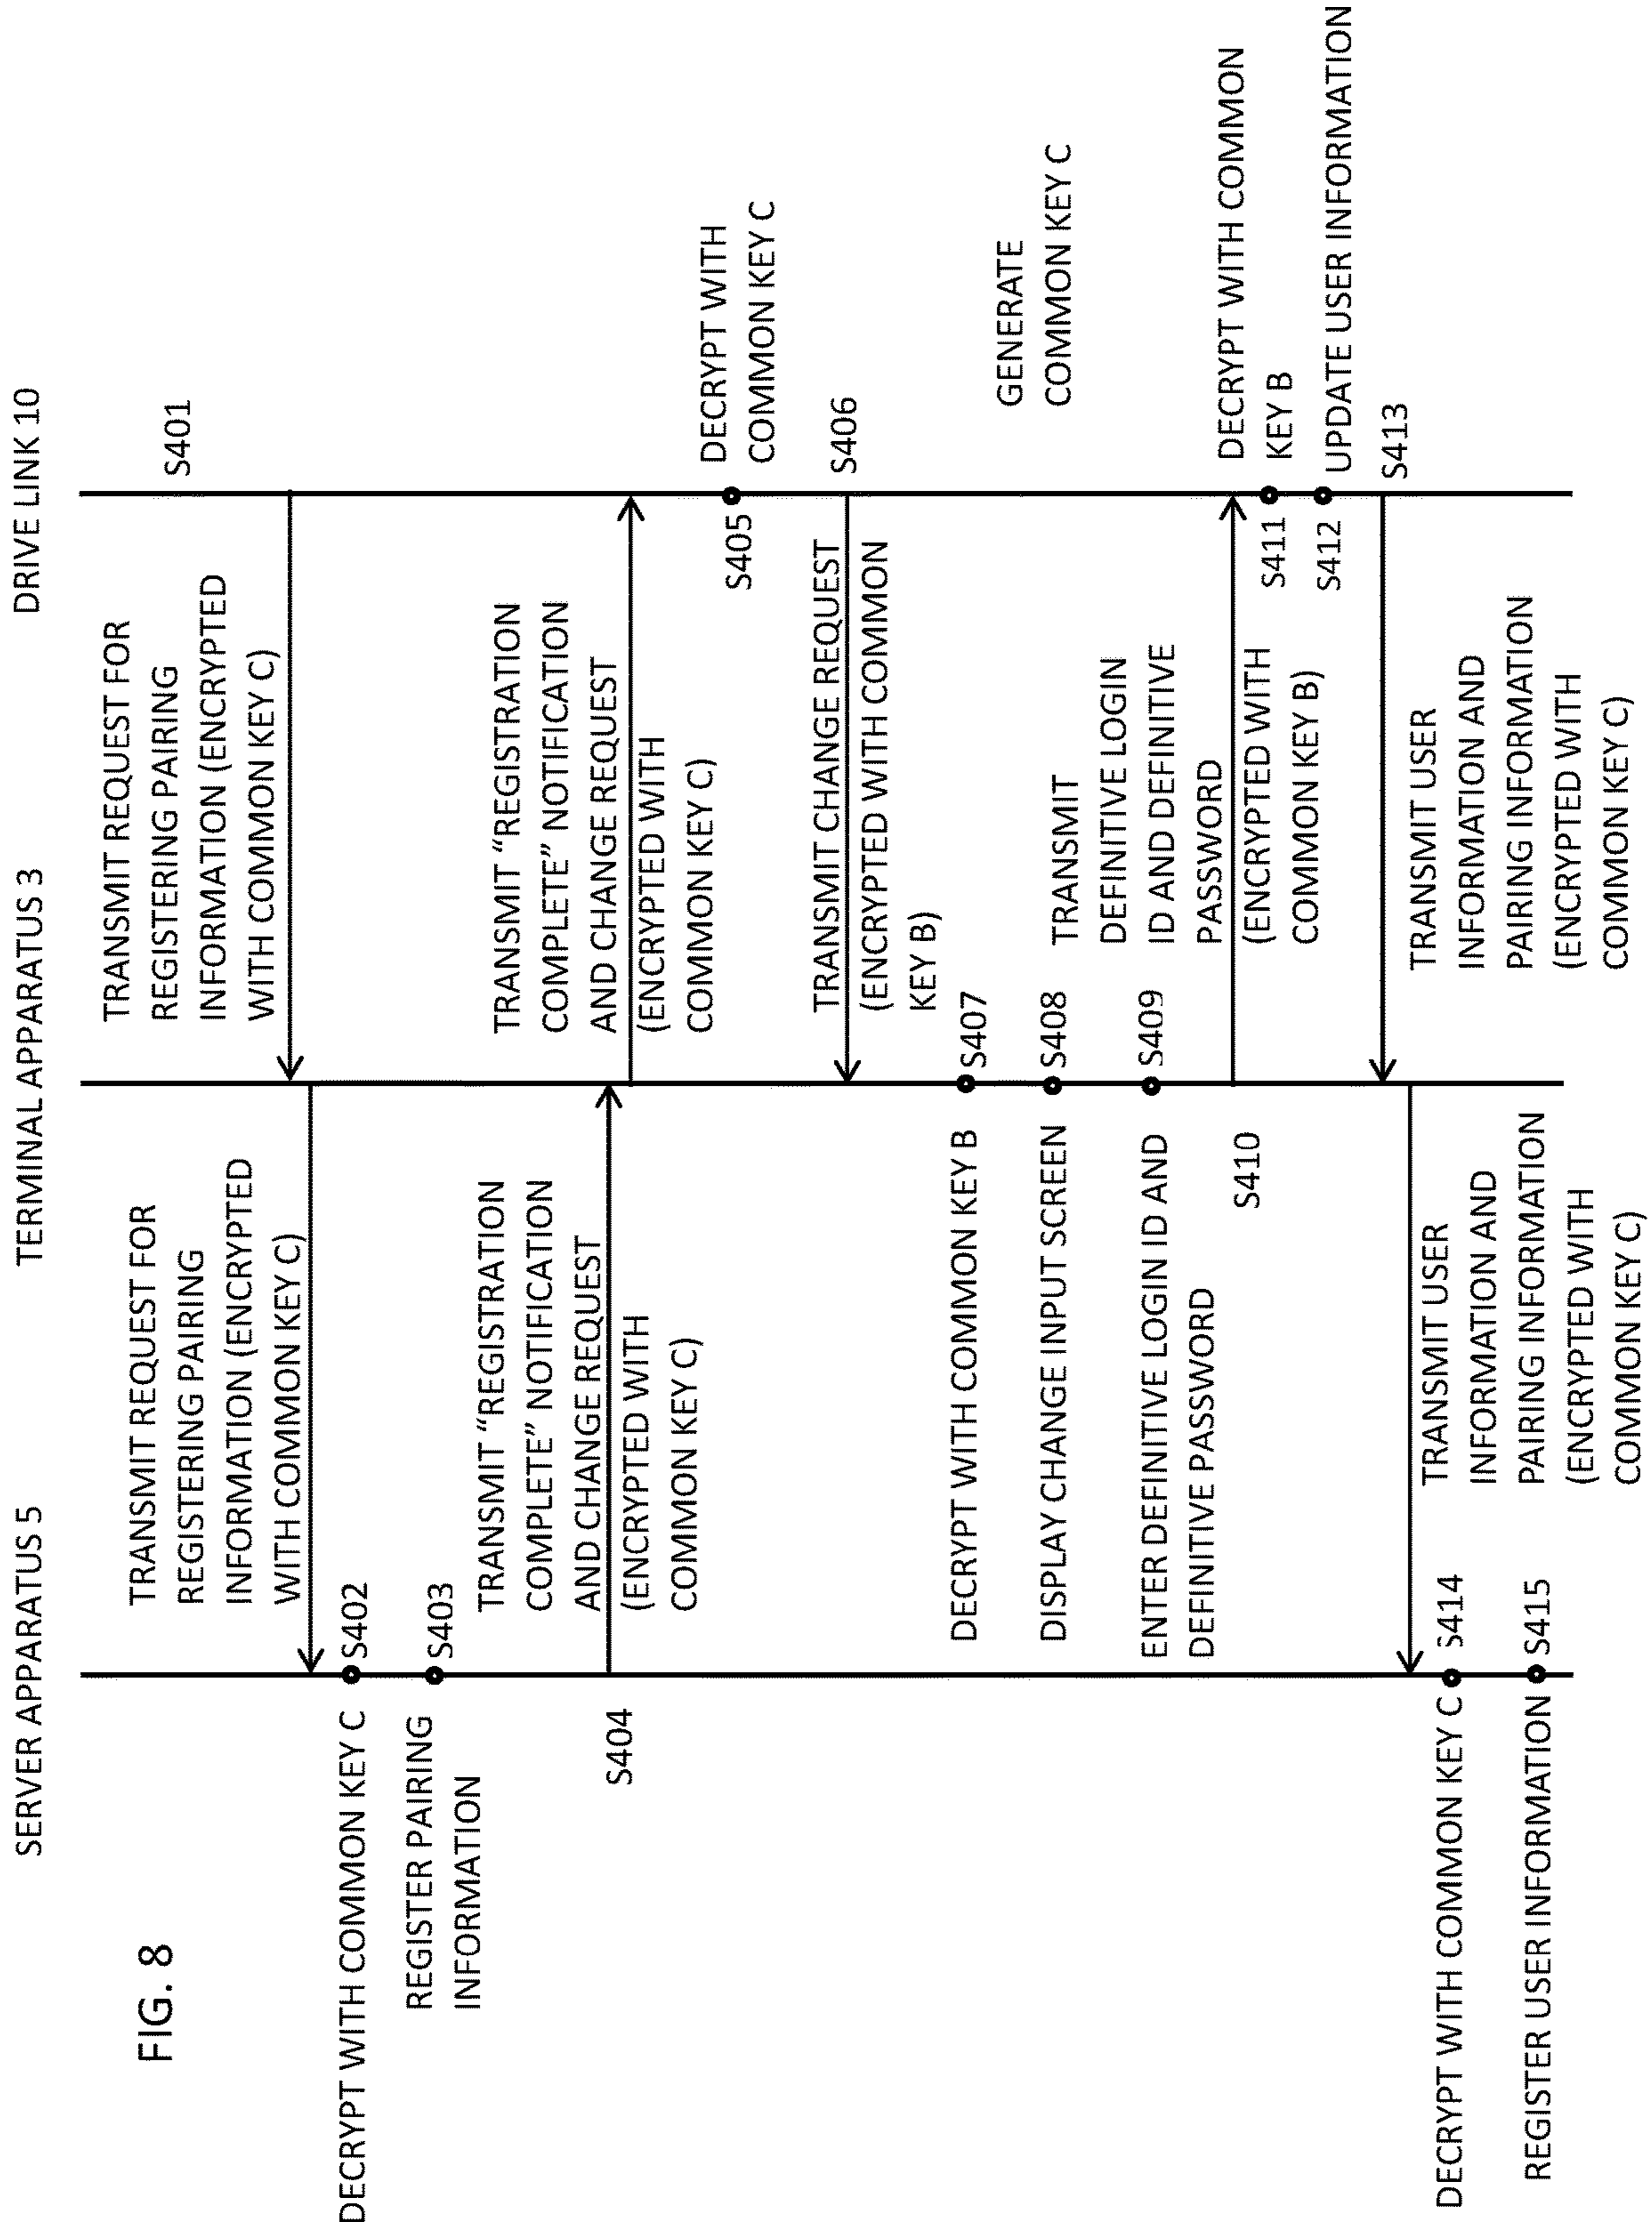 FIG. 8
SERVER APPARATUS 5
TERMINAL APPARATUS 3
DRIVE LINK 10
S401
TRANSMIT REQUEST FOR
REGISTERING PAIRING
INFORMATION (ENCRYPTED
WITH COMMON KEY C)
TRANSMIT REQUEST FOR
REGISTERING PAIRING
INFORMATION (ENCRYPTED
WITH COMMON KEY C)
DECRYPT WITH COMMON KEY C
S402
REGISTER PAIRING
INFORMATION
S403
S404
TRANSMIT “REGISTRATION
COMPLETE” NOTIFICATION
AND CHANGE REQUEST
(ENCRYPTED WITH
COMMON KEY C)
TRANSMIT “REGISTRATION
COMPLETE” NOTIFICATION
AND CHANGE REQUEST
(ENCRYPTED WITH
COMMON KEY C)
S405
DECRYPT WITH
COMMON KEY C
S406
TRANSMIT CHANGE REQUEST
(ENCRYPTED WITH COMMON
KEY B)
DECRYPT WITH COMMON KEY B
S407
DISPLAY CHANGE INPUT SCREEN
S408
GENERATE
COMMON KEY C
ENTER DEFINITIVE LOGIN ID AND
DEFINITIVE PASSWORD
S409
S410
TRANSMIT
DEFINITIVE LOGIN
ID AND DEFINITIVE
PASSWORD
(ENCRYPTED WITH
COMMON KEY B)
S411
DECRYPT WITH COMMON
KEY B
S412
UPDATE USER INFORMATION
S413
TRANSMIT USER
INFORMATION AND
PAIRING INFORMATION
(ENCRYPTED WITH
COMMON KEY C)
TRANSMIT USER
INFORMATION AND
PAIRING INFORMATION
(ENCRYPTED WITH
COMMON KEY C)
DECRYPT WITH COMMON KEY C
S414
REGISTER USER INFORMATION
S415